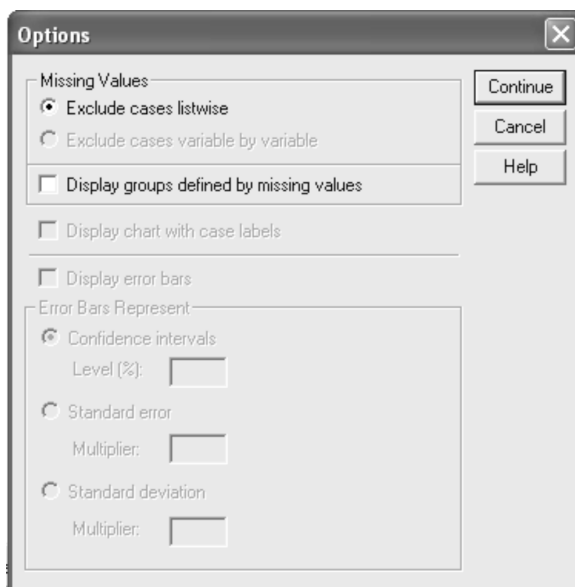 Options
Missing Values
Exclude cases listwise
Exclude cases variable by variable
Display groups defined by missing values
Display chart with case labels
Display error bars
Error Bars Represent
Confidence intervals
Level (%):
Standard error
Multiplier:
Standard deviation
Multiplier:
Continue
Cancel
Help